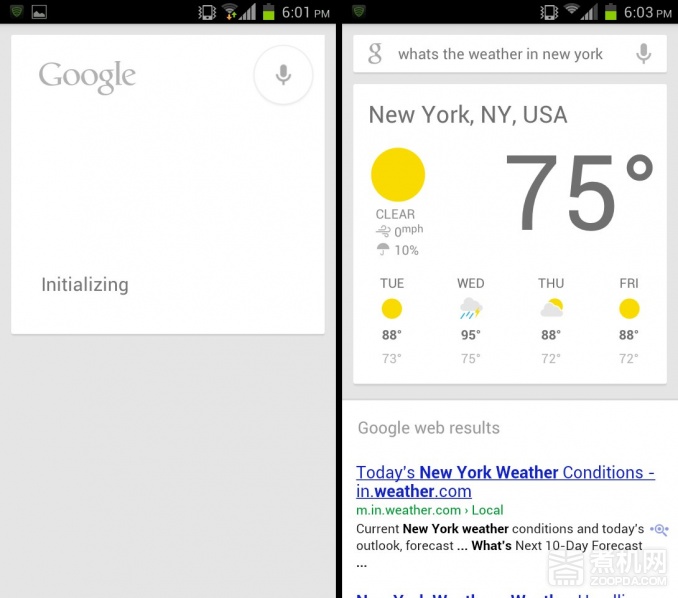 6:01 PM
Google
Initializing
6:03 PM
g whats the weather in new york
New York, NY, USA
75°
CLEAR
0mph
10%
TUE WED THU FRI
88° 95° 88° 88°
73° 75° 72° 72°
Google web results
Today's New York Weather Conditions -
in.weather.com
m.in.weather.com › Local
Current New York weather conditions and today's
outlook, forecast ... What's Next 10-Day Forecast
...
煮机网
ZOOPDA.COM